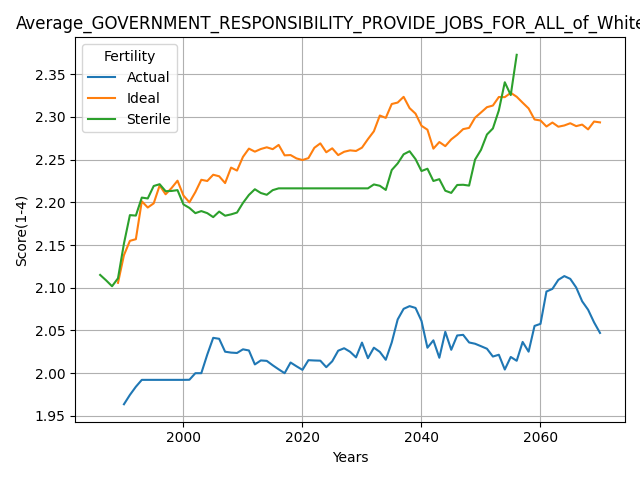 Average_GOVERNMENT_RESPONSIBILITY_PROVIDE_JOBS_FOR_ALL_of_White
Fertility
Actual
Ideal
Sterile
Score(1-4)
2.35
2.30
2.25
2.20
2.15
2.10
2.05
2.00
1.95
2000 2020 2040 2060
Years